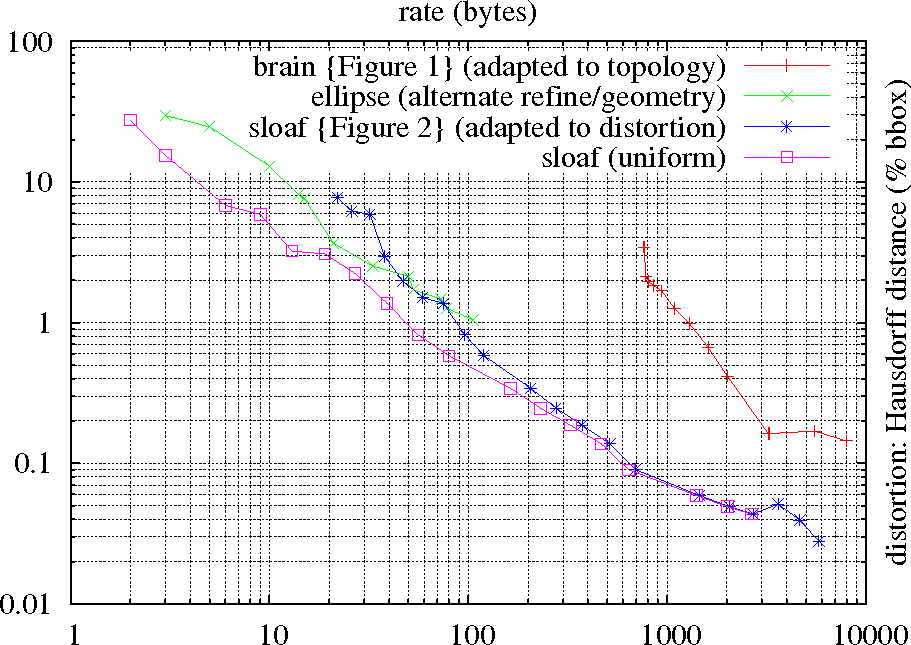 rate (bytes)
100
10
1
0.1
0.01
brain {Figure 1} (adapted to topology)
ellipse (alternate refine/geometry)
sloaf {Figure 2} (adapted to distortion)
sloaf (uniform)
distortion: Hausdorff distance (% bbox)
1
10
100
1000
10000